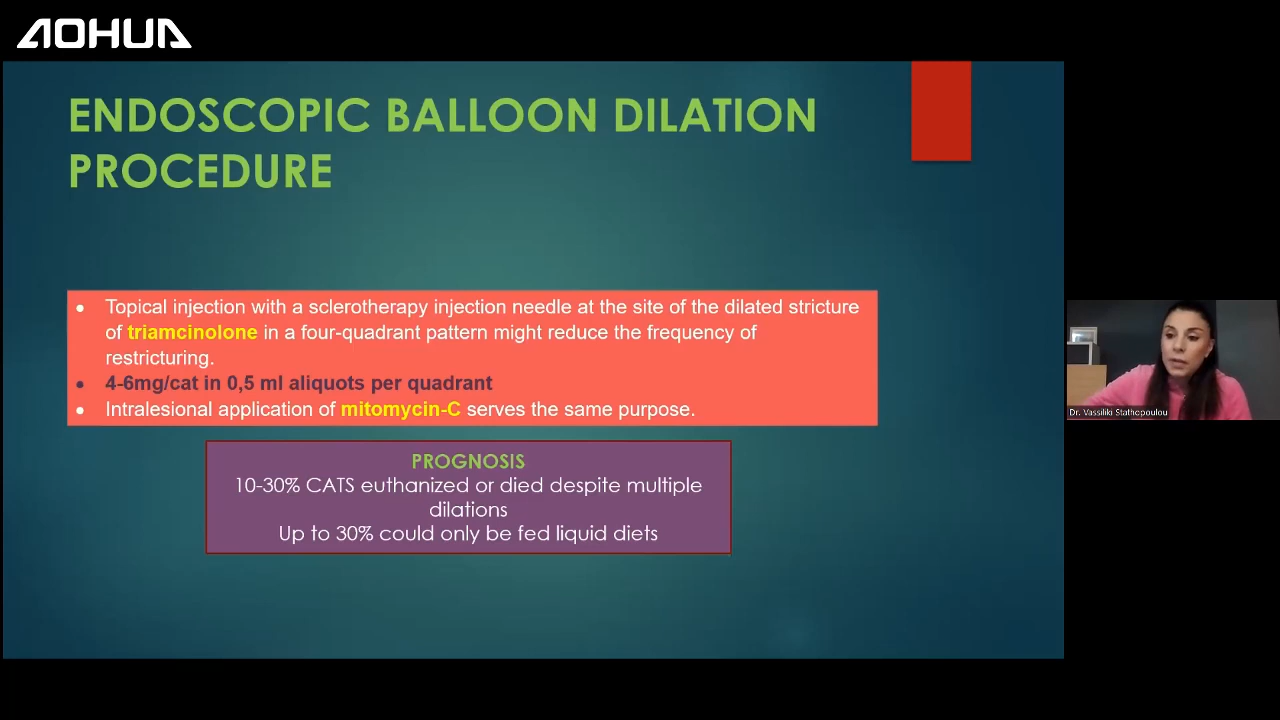 AOHUA
ENDOSCOPIC BALLOON DILATION
PROCEDURE
• Topical injection with a sclerotherapy injection needle at the site of the dilated stricture
of triamcinolone in a four-quadrant pattern might reduce the frequency of
restricturing.
• 4-6mg/cat in 0,5 ml aliquots per quadrant
• Intralesional application of mitomycin-C serves the same purpose.
PROGNOSIS
10-30% CATS euthanized or died despite multiple
dilations
Up to 30% could only be fed liquid diets
Dr. Vassiliki Stathopoulou